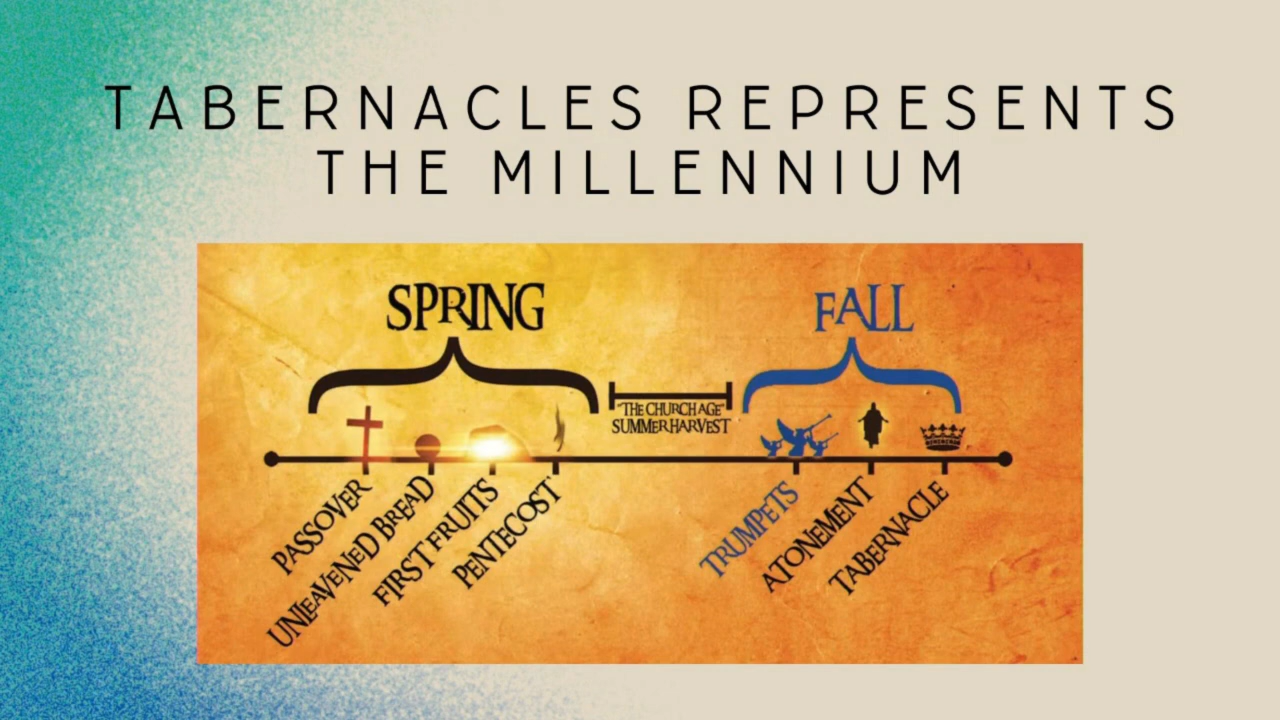 TABERNACLES REPRESENTS
THE MILLENNIUM
SPRING
FALL
"THE CHURCH AGE"
SUMMER HARVEST
PASSOVER
UNLEAVENED BREAD
FIRST FRUITS
PENTECOST
TRUMPETS
ATONEMENT
TABERNACLE